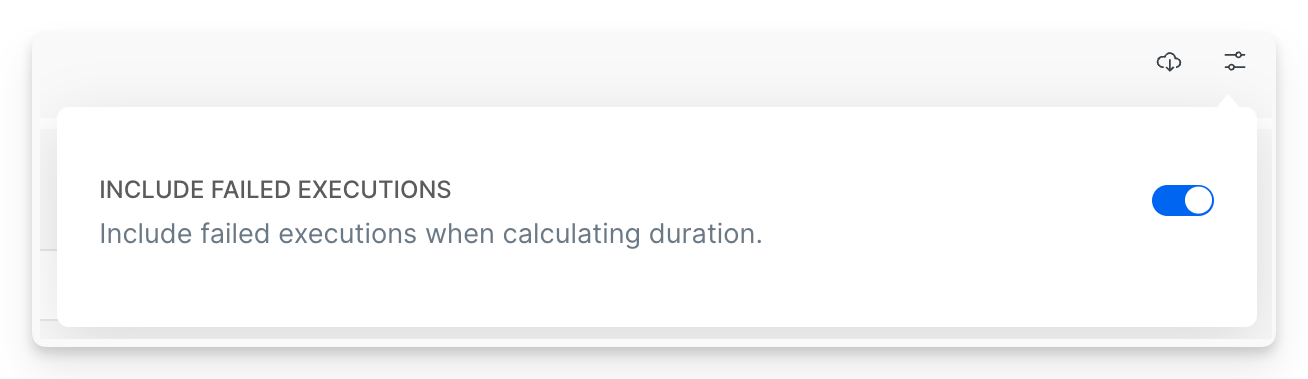 INCLUDE FAILED EXECUTIONS
Include failed executions when calculating duration.